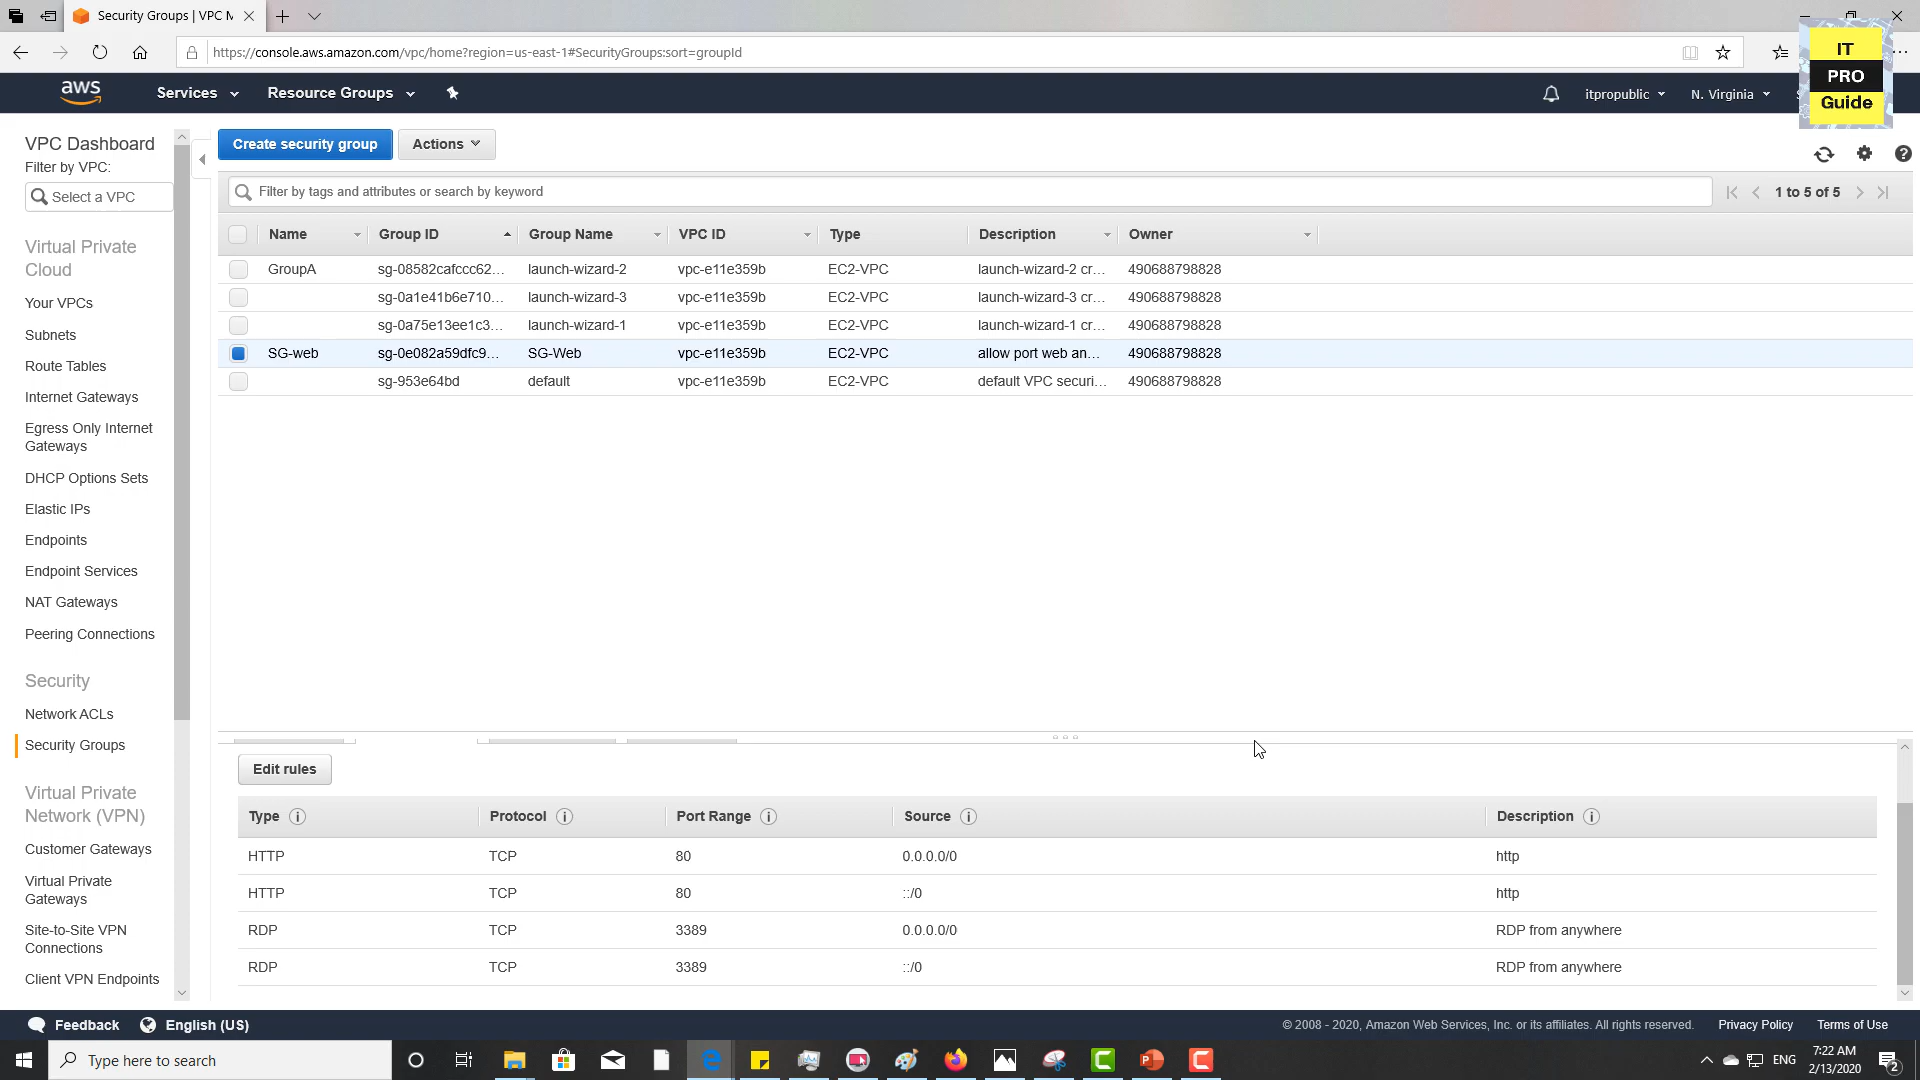 Security Groups | VPC M
https://console.aws.amazon.com/vpc/home?region=us-east-1#SecurityGroups:sort=groupId
IT
PRO
Guide
aws
Services
Resource Groups
itpropublic
N. Virginia
VPC Dashboard
Filter by VPC:
Select a VPC
Virtual Private
Cloud
Your VPCs
Subnets
Route Tables
Internet Gateways
Egress Only Internet
Gateways
DHCP Options Sets
Elastic IPs
Endpoints
Endpoint Services
NAT Gateways
Peering Connections
Security
Network ACLs
Security Groups
Virtual Private
Network (VPN)
Customer Gateways
Virtual Private
Gateways
Site-to-Site VPN
Connections
Client VPN Endpoints
Create security group Actions
Filter by tags and attributes or search by keyword
1 to 5 of 5
Name Group ID Group Name VPC ID Type Description Owner
GroupA sg-08582cafccc62... launch-wizard-2 vpc-e11e359b EC2-VPC launch-wizard-2 cr... 490688798828
sg-0a1e41b6e710... launch-wizard-3 vpc-e11e359b EC2-VPC launch-wizard-3 cr... 490688798828
sg-0a75e13ee1c3... launch-wizard-1 vpc-e11e359b EC2-VPC launch-wizard-1 cr... 490688798828
SG-web sg-0e082a59dfc9... SG-Web vpc-e11e359b EC2-VPC allow port web an... 490688798828
sg-953e64bd default vpc-e11e359b EC2-VPC default VPC securi... 490688798828
Edit rules
Type Protocol Port Range Source Description
HTTP TCP 80 0.0.0.0/0 http
HTTP TCP 80 ::/0 http
RDP TCP 3389 0.0.0.0/0 RDP from anywhere
RDP TCP 3389 ::/0 RDP from anywhere
Feedback English (US)
© 2008 - 2020, Amazon Web Services, Inc. or its affiliates. All rights reserved. Privacy Policy Terms of Use
Type here to search
ENG
7:22 AM
2/13/2020
2